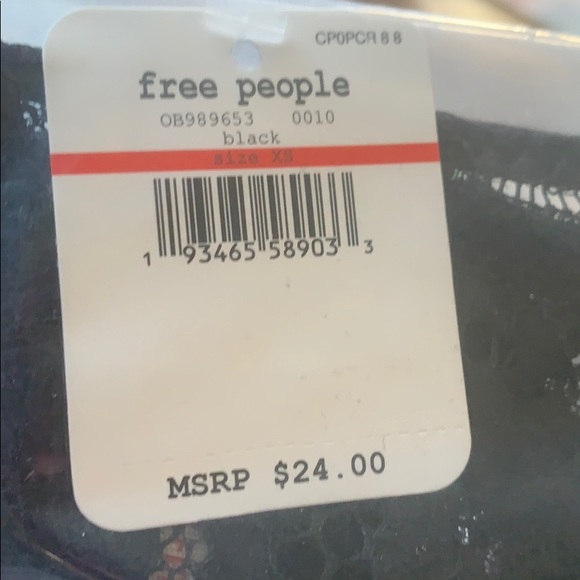 CP0PCR 8 8
free people
OB989653 0010
black
size XS
1 93465 58903 3
MSRP $24.00